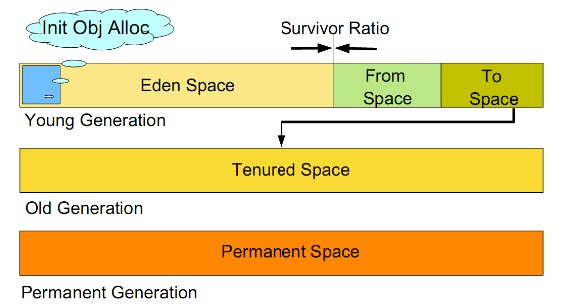 Init Obj Alloc
Survivor Ratio
Eden Space
From
Space
To
Space
Young Generation
Tenured Space
Old Generation
Permanent Space
Permanent Generation